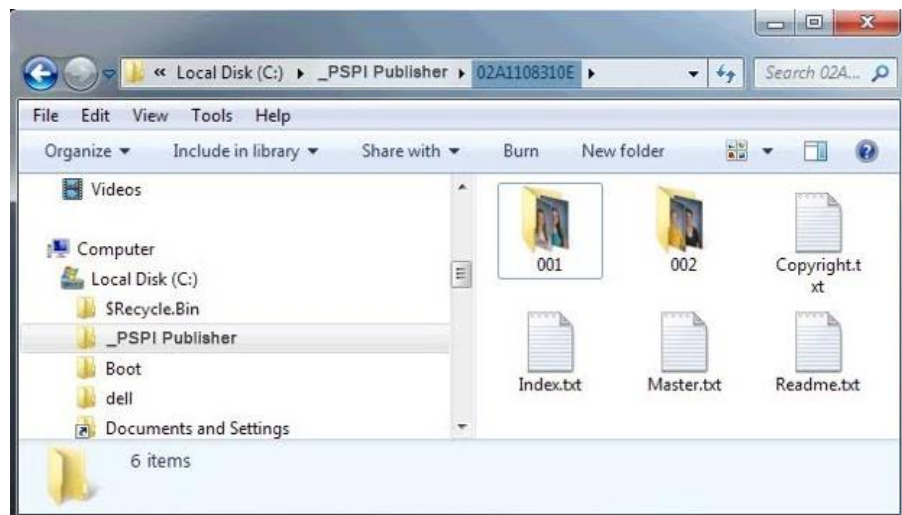 « Local Disk (C:) ▸ _PSPI Publisher ▸ 02A1108310E ▸ Search 02A...
File Edit View Tools Help
Organize ▾ Include in library ▾ Share with ▾ Burn New folder
Videos
Computer
Local Disk (C:)
$Recycle.Bin
_PSPI Publisher
Boot
dell
Documents and Settings
001 002 Copyright.t
xt
Index.txt Master.txt Readme.txt
6 items